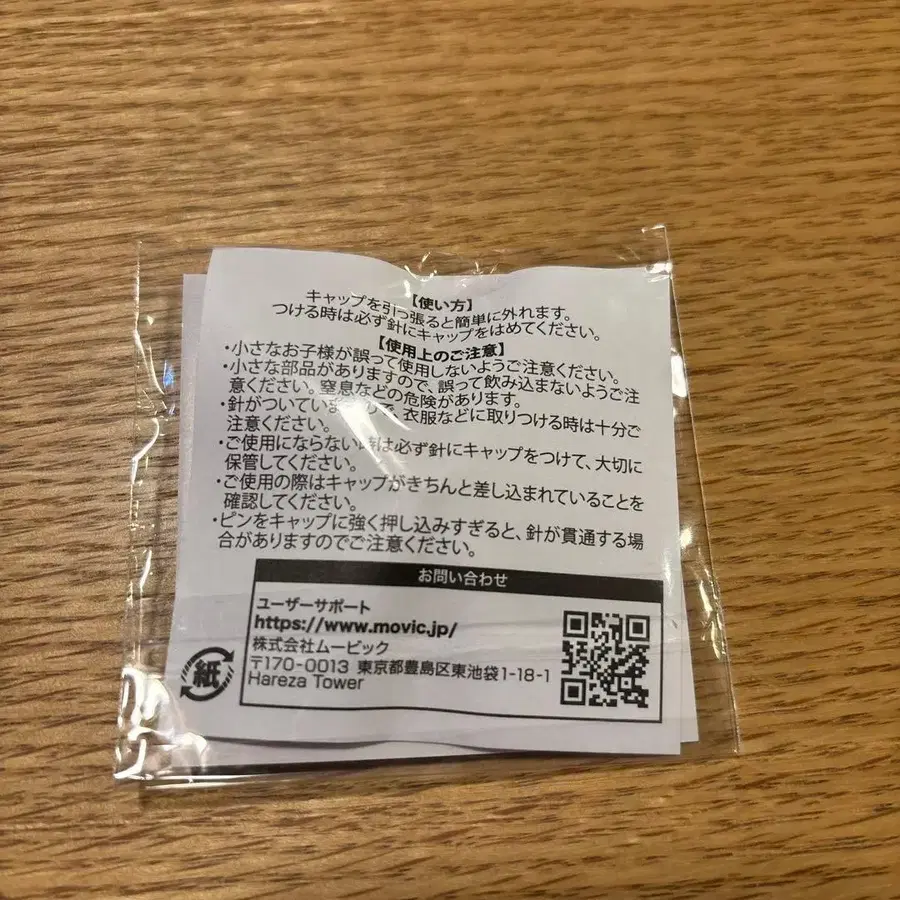 【使い方】
キャップを引っ張ると簡単に外れます。
つける時は必ず針にキャップをはめてください。
【使用上のご注意】
・小さなお子様が誤って使用しないようご注意ください。
・小さな部品がありますので、誤って飲み込まないようご注
意ください。窒息などの危険があります。
・針がついていま で、衣服などに取りつける時は十分ご
注意ください。
・ご使用にならない時は必ず針にキャップをつけて、大切に
保管してください。
・ご使用の際はキャップがきちんと差し込まれていることを
確認してください。
・ピンをキャップに強く押し込みすぎると、針が貫通する場
合がありますのでご注意ください。
お問い合わせ
ユーザーサポート
https://www.movic.jp/
株式会社ムービック
〒170-0013 東京都豊島区東池袋1-18-1
Hareza Tower
紙